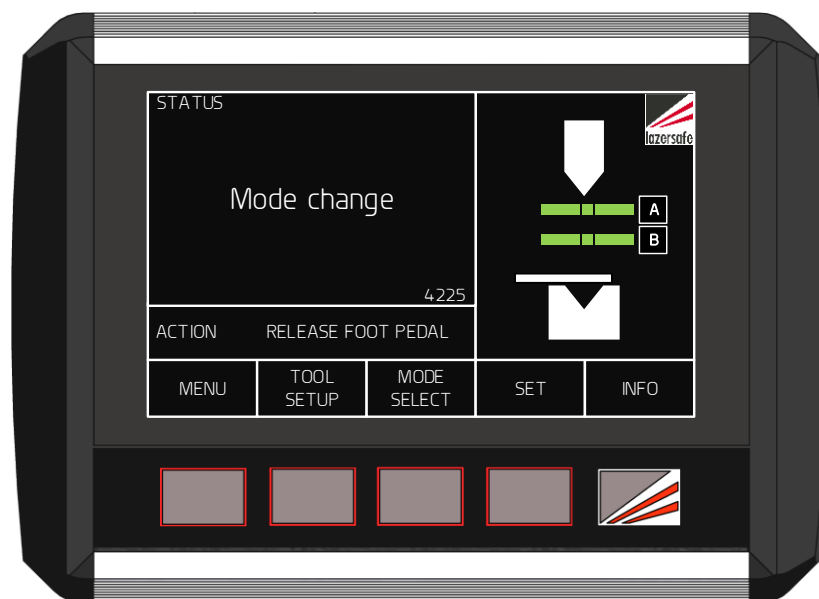 STATUS
lazersafe
Mode change
A
B
4225
ACTION RELEASE FOOT PEDAL
MENU
TOOL
SETUP
MODE
SELECT
SET
INFO